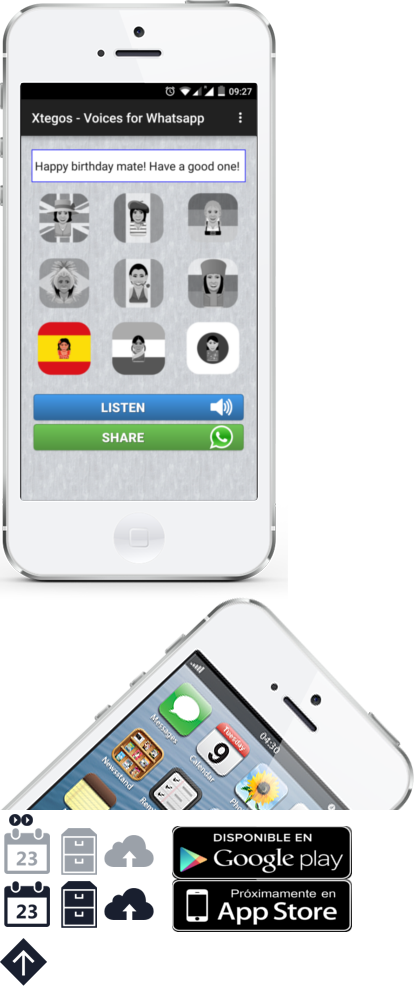 09:27
Xtegos - Voices for Whatsapp
Happy birthday mate! Have a good one!
LISTEN
SHARE
04:30
Messages
Tuesday
9
Calendar
Newsstand
23
DISPONIBLE EN
Google play
23
Próximamente en
App Store